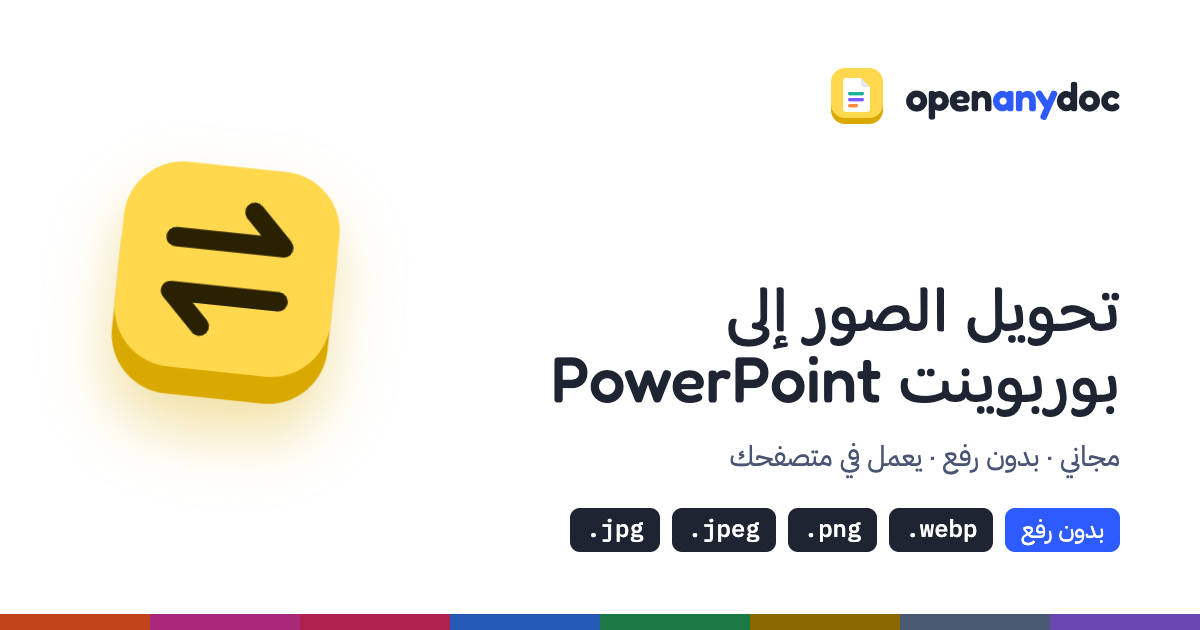 openanydoc
تحويل الصور إلى
بوربوينت PowerPoint
مجاني · بدون رفع · يعمل في متصفحك
بدون رفع .webp .png .jpeg .jpg